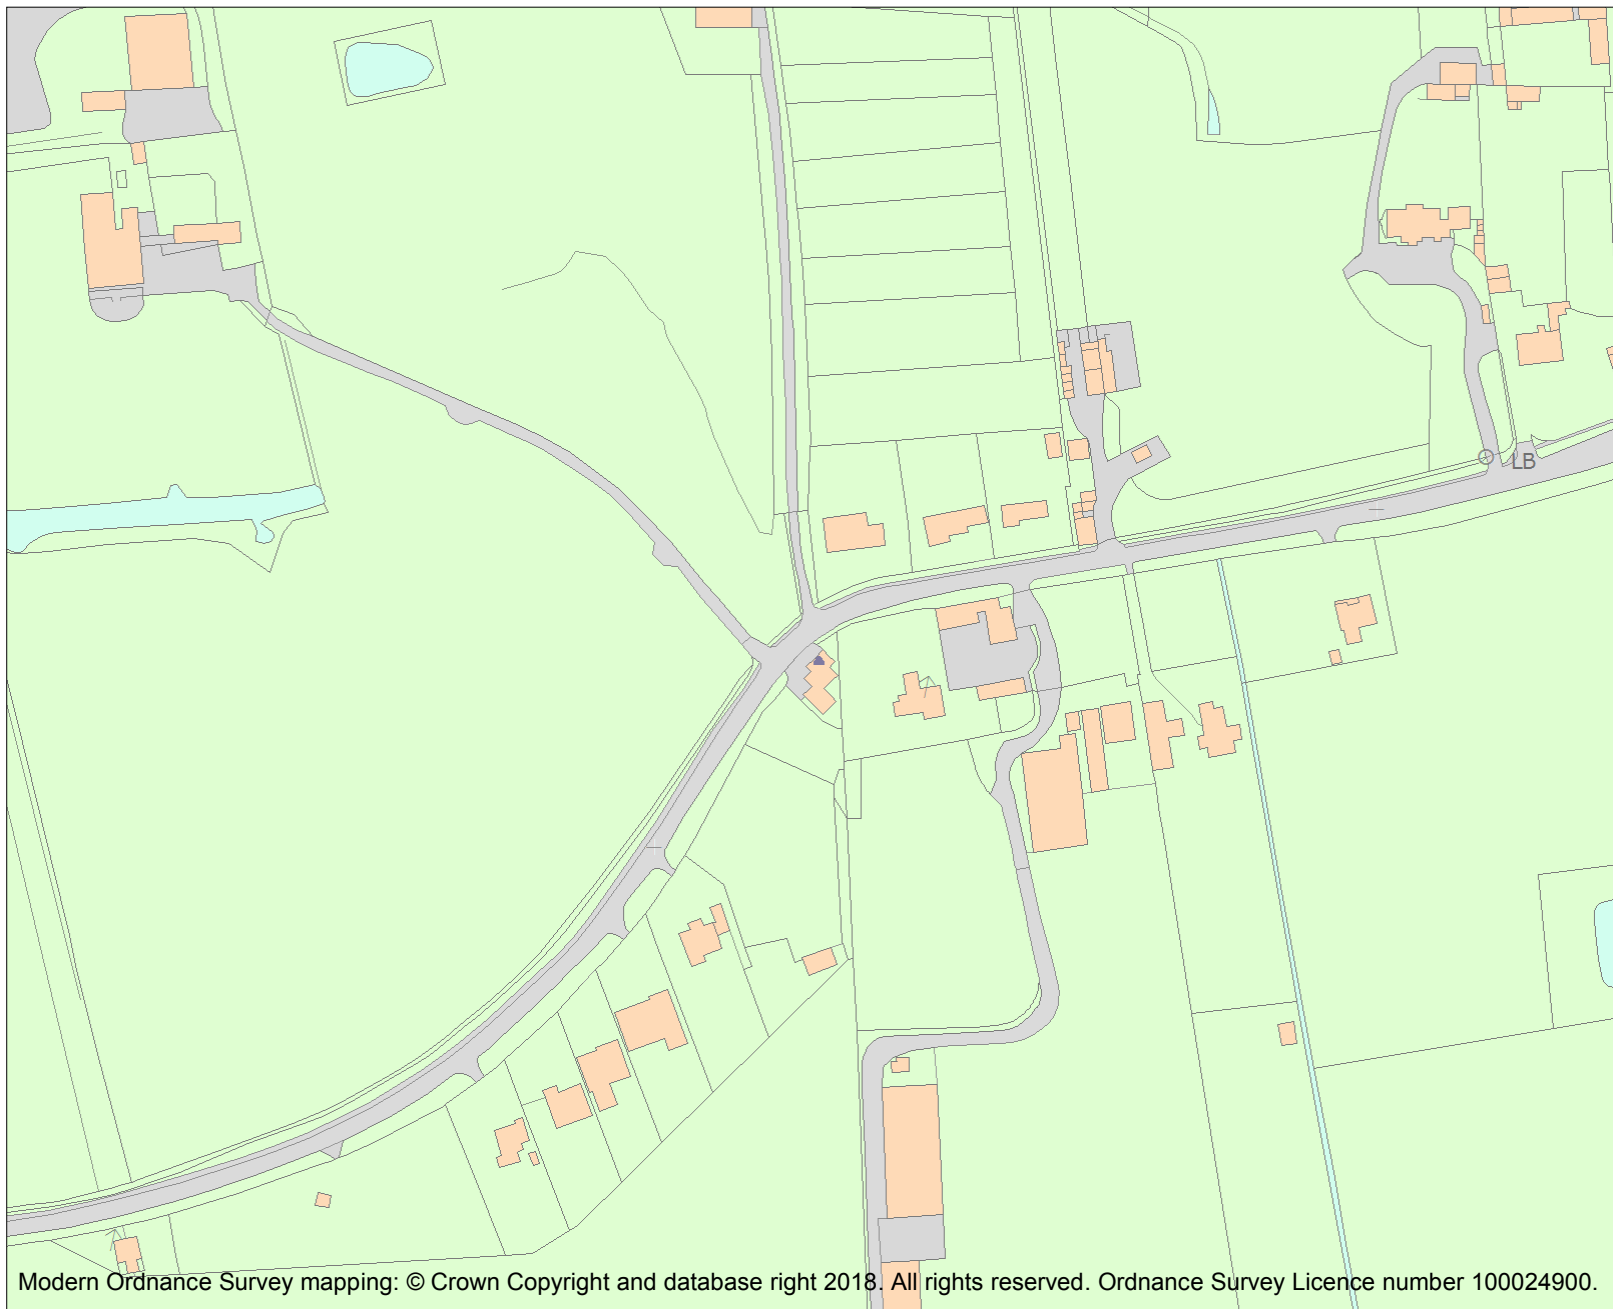 LB
Modern Ordnance Survey mapping: © Crown Copyright and database right 2018. All rights reserved. Ordnance Survey Licence number 100024900.